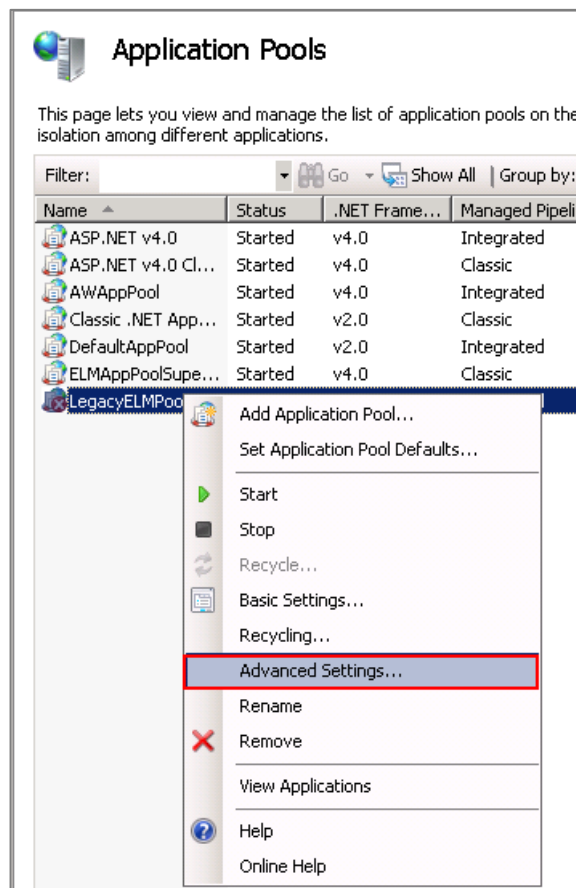 Application Pools
This page lets you view and manage the list of application pools on the
isolation among different applications.
Filter: Go Show All Group by:
Name Status .NET Frame... Managed Pipeli
ASP.NET v4.0 Started v4.0 Integrated
ASP.NET v4.0 Cl... Started v4.0 Classic
AWAppPool Started v4.0 Integrated
Classic .NET App... Started v2.0 Classic
DefaultAppPool Started v2.0 Integrated
ELMAppPoolSupe... Started v4.0 Classic
LegacyELMPoo
Add Application Pool...
Set Application Pool Defaults...
Start
Stop
Recycle...
Basic Settings...
Recycling...
Advanced Settings...
Rename
Remove
View Applications
Help
Online Help